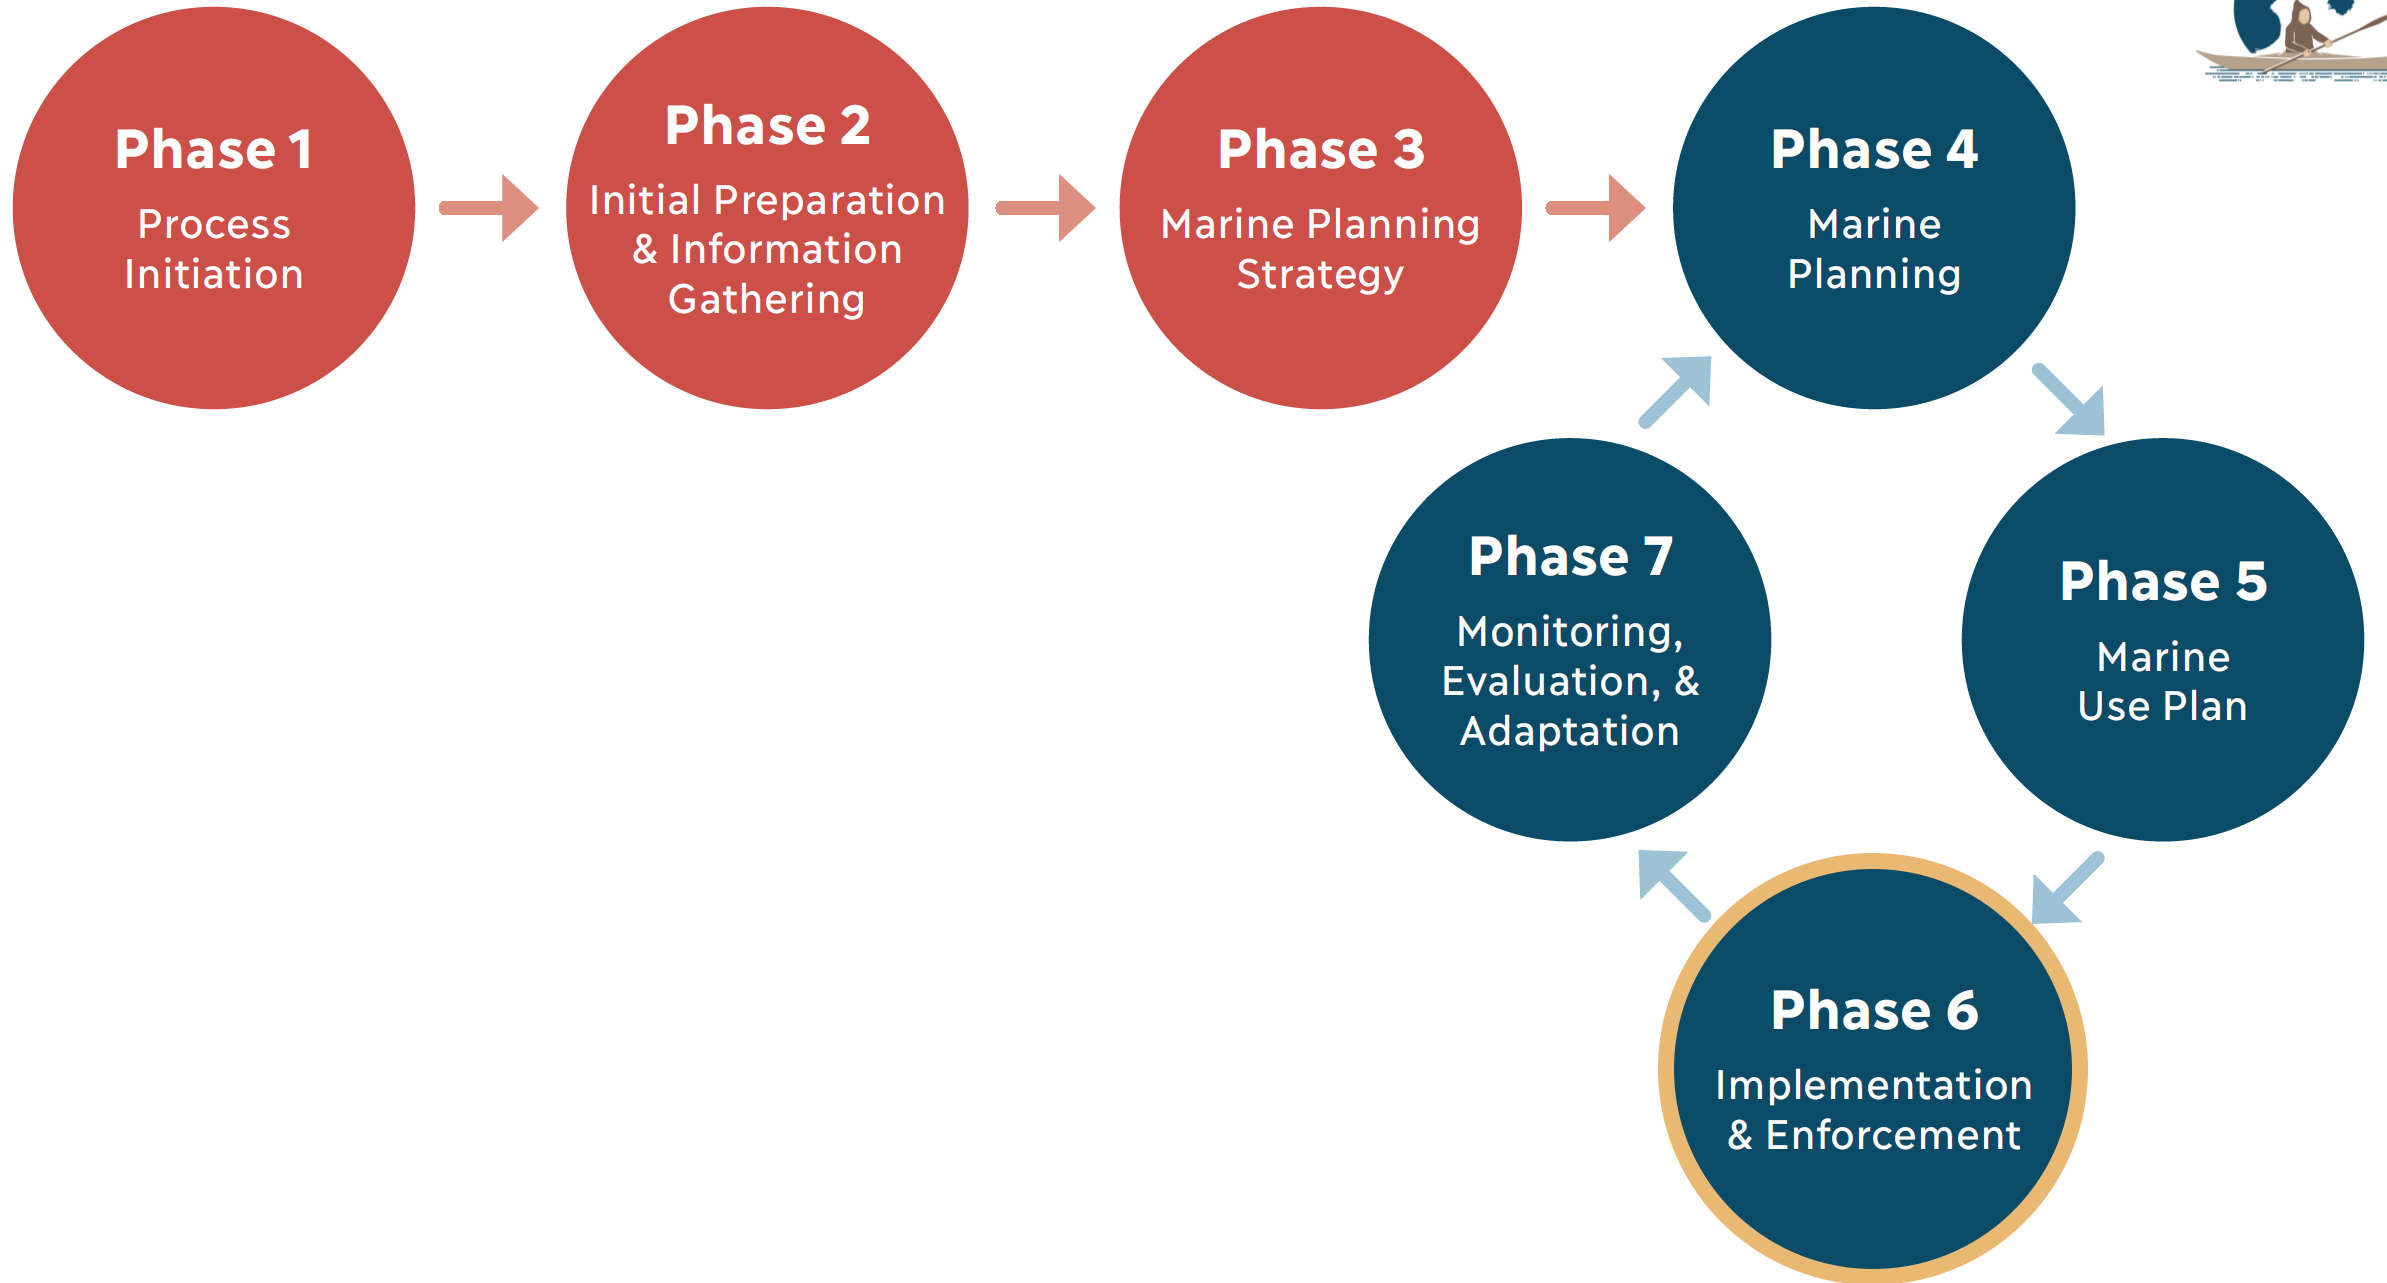 Phase 1
Process
Initiation
Phase 2
Initial Preparation
& Information
Gathering
Phase 3
Marine Planning
Strategy
Phase 4
Marine
Planning
Phase 5
Marine
Use Plan
Phase 6
Implementation
& Enforcement
Phase 7
Monitoring,
Evaluation, &
Adaptation